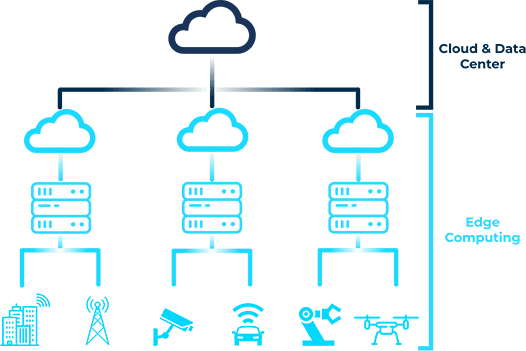 Cloud & Data
Center
Edge
Computing